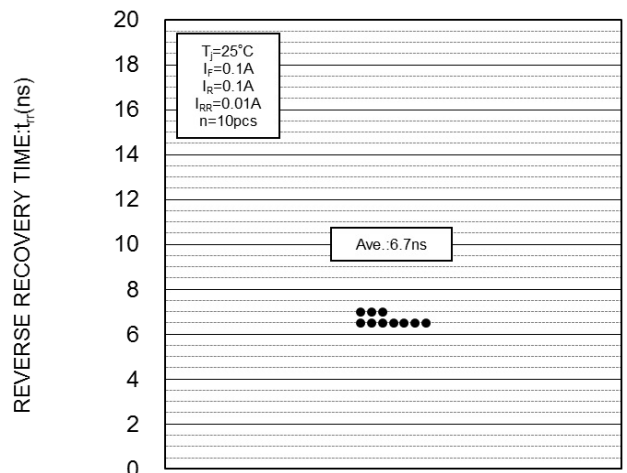 20
18
16
14
12
10
8
6
4
2
0
REVERSE RECOVERY TIME:trr(ns)
Tj=25°C
IF=0.1A
IR=0.1A
IRR=0.01A
n=10pcs
Ave.:6.7ns